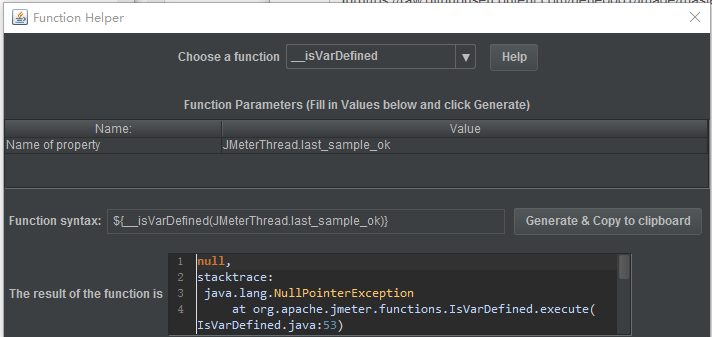 Function Helper
Choose a function __isVarDefined Help
Function Parameters (Fill in Values below and click Generate)
Name: Value
Name of property JMeterThread.last_sample_ok
Function syntax: ${__isVarDefined(JMeterThread.last_sample_ok)} Generate & Copy to clipboard
The result of the function is
1 null,
2 stacktrace:
3 java.lang.NullPointerException
4 at org.apache.jmeter.functions.IsVarDefined.execute(
IsVarDefined.java:53)